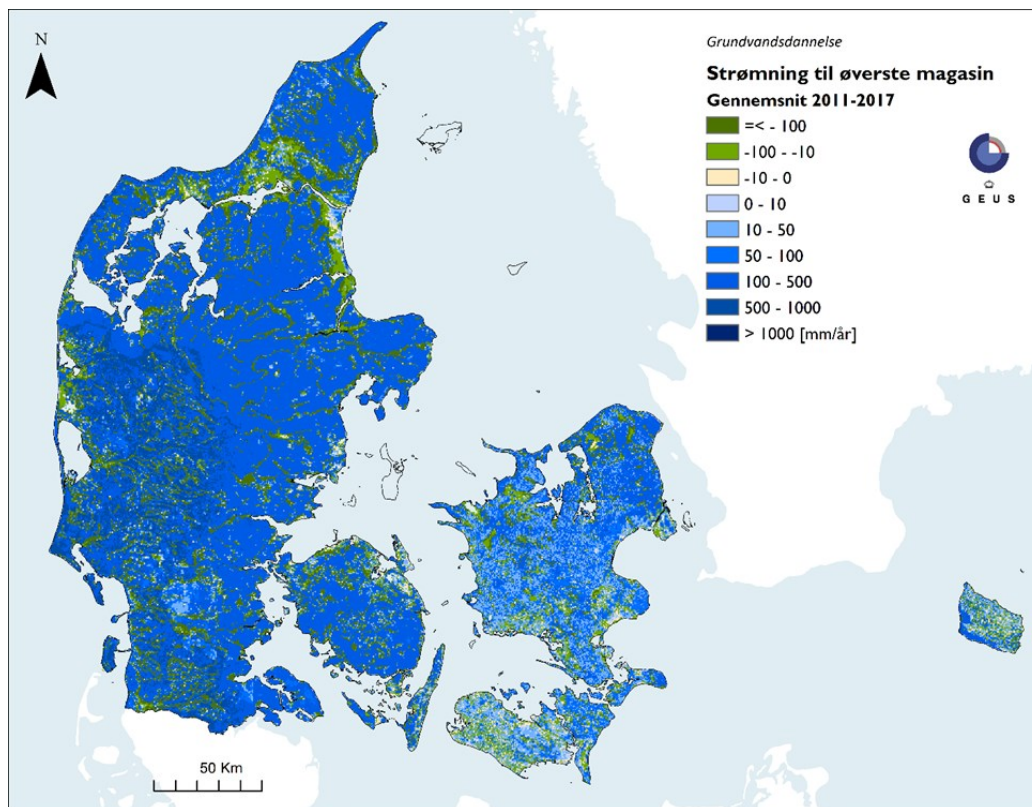 N
Grundvandsdannelse
Strømning til øverste magasin
Gennemsnit 2011-2017
=< - 100
-100 - -10
-10 - 0
0 - 10
10 - 50
50 - 100
100 - 500
500 - 1000
> 1000 [mm/år]
G E U S
50 Km